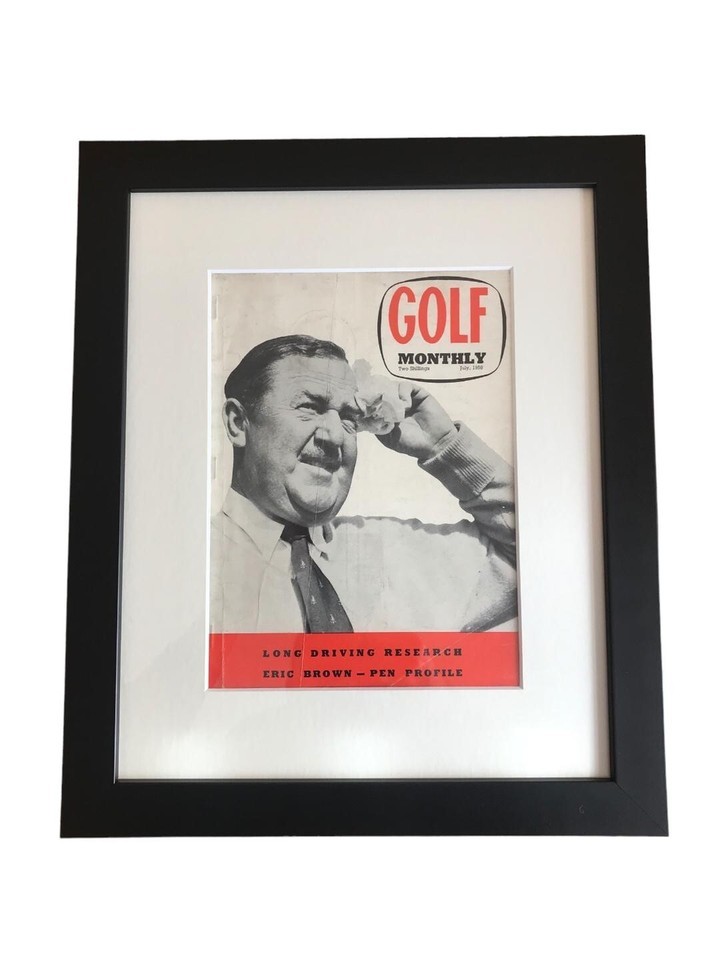 GOLF
MONTHLY
Two Shillings July, 1958
LONG DRIVING RESEARCH
ERIC BROWN — PEN PROFILE